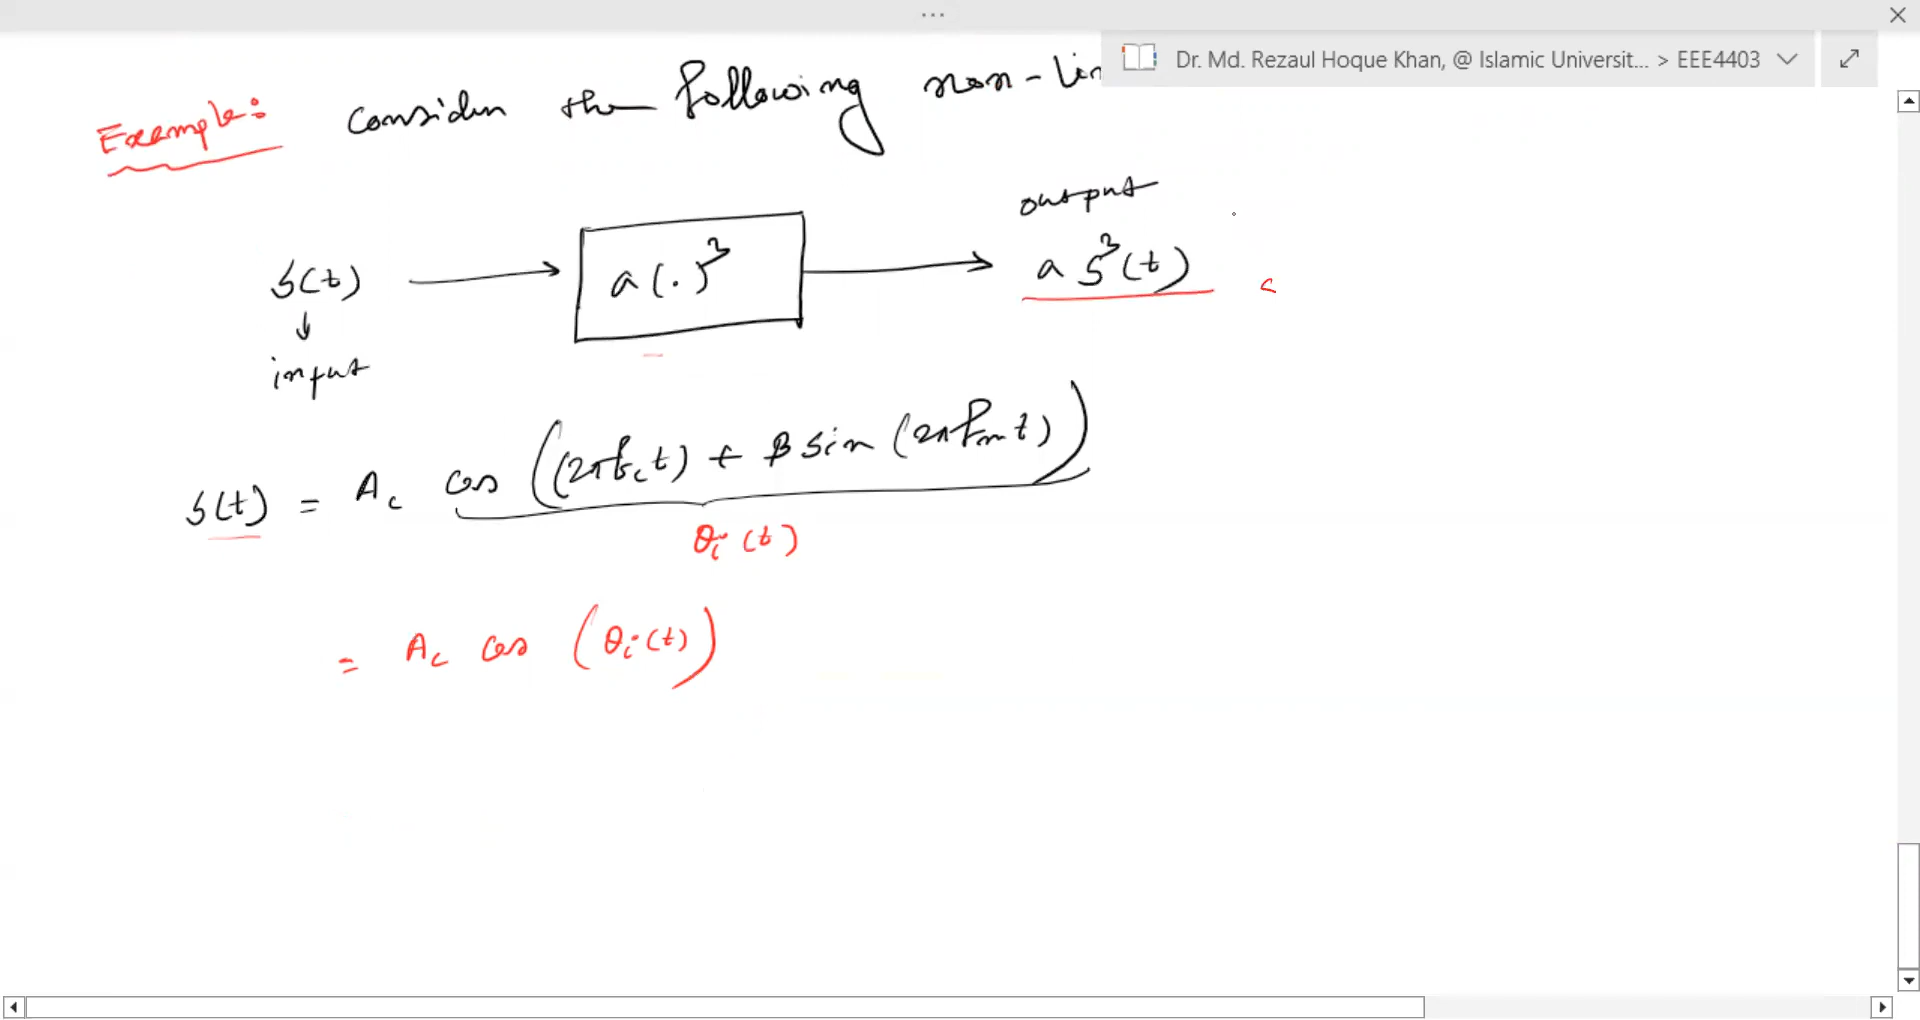 ...
Dr. Md. Rezaul Hoque Khan, @ Islamic Universit... > EEE4403
Example: Consider the following non-lin
output
s(t) → a(.)³ → a s³(t)
↓
input
s(t) = Ac cos((2πfct) + β sin(2πfmt))
θi(t)
= Ac cos(θi(t))